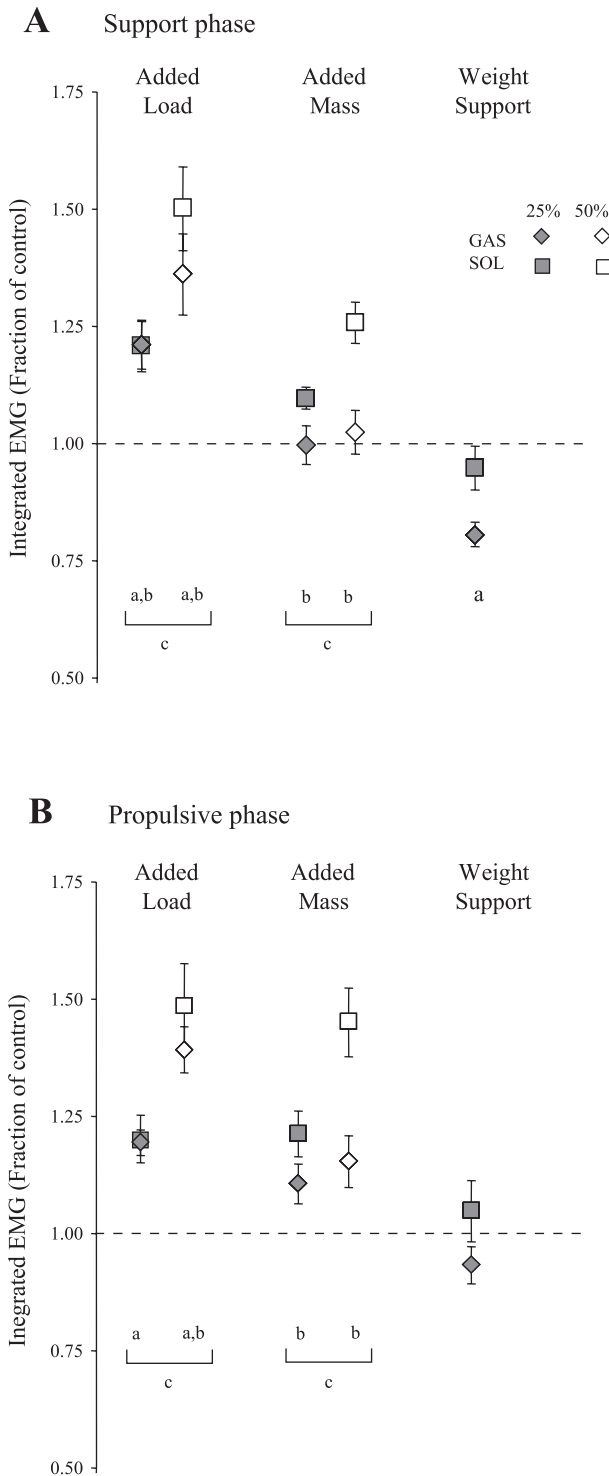 A Support phase
Added
Load
Added
Mass
Weight
Support
1.75
1.50
1.25
1.00
0.75
0.50
Integrated EMG (Fraction of control)
25% 50%
GAS
SOL
a,b a,b b b a
c c
B Propulsive phase
Added
Load
Added
Mass
Weight
Support
1.75
1.50
1.25
1.00
0.75
0.50
Inegrated EMG (Fraction of control)
a a,b b b
c c